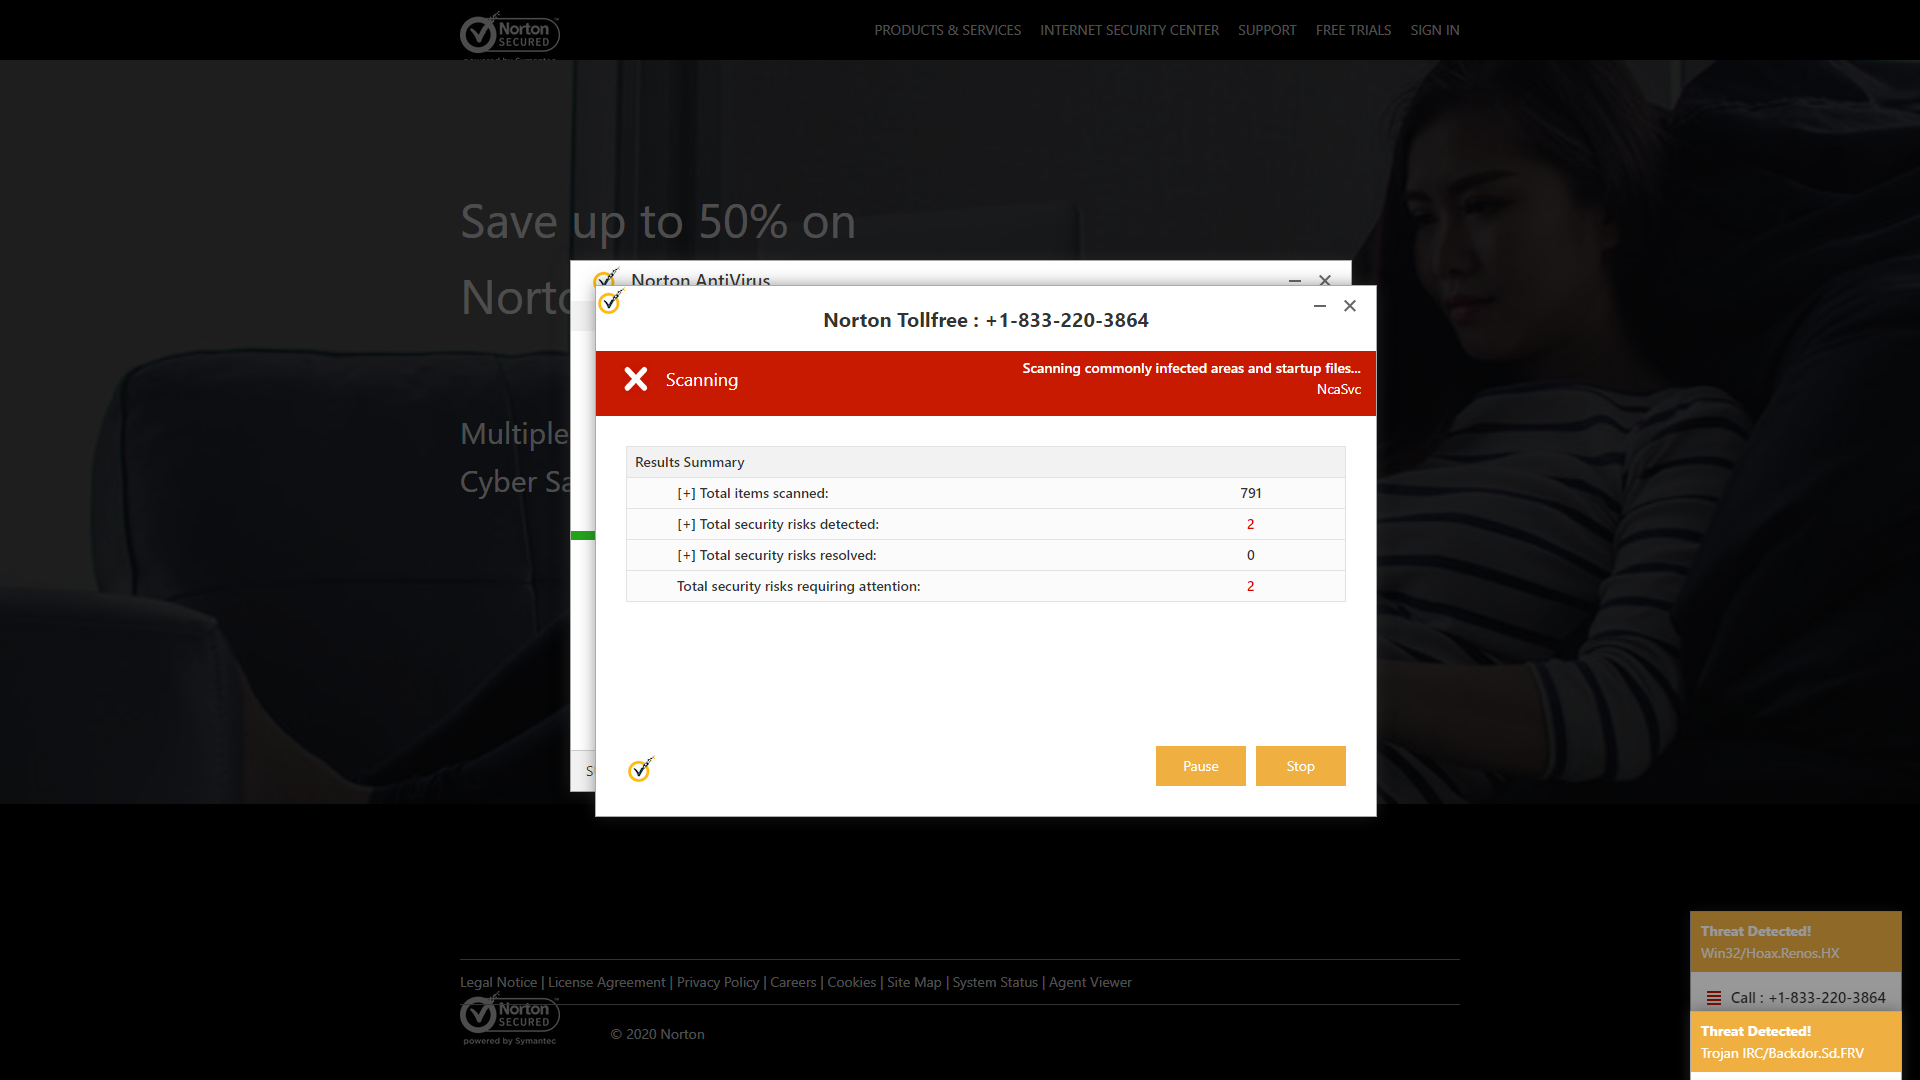 Norton
SECURED
powered by Symantec
PRODUCTS & SERVICES INTERNET SECURITY CENTER SUPPORT FREE TRIALS SIGN IN
Save up to 50% on
Norto
Multiple
Cyber Sa
Norton AntiVirus
Norton Tollfree : +1-833-220-3864
Scanning
Scanning commonly infected areas and startup files...
NcaSvc
Results Summary
[+] Total items scanned: 791
[+] Total security risks detected: 2
[+] Total security risks resolved: 0
Total security risks requiring attention: 2
S
Pause Stop
Threat Detected!
Win32/Hoax.Renos.HX
Call : +1-833-220-3864
Threat Detected!
Trojan IRC/Backdor.Sd.FRV
Legal Notice | License Agreement | Privacy Policy | Careers | Cookies | Site Map | System Status | Agent Viewer
Norton
SECURED
powered by Symantec
© 2020 Norton